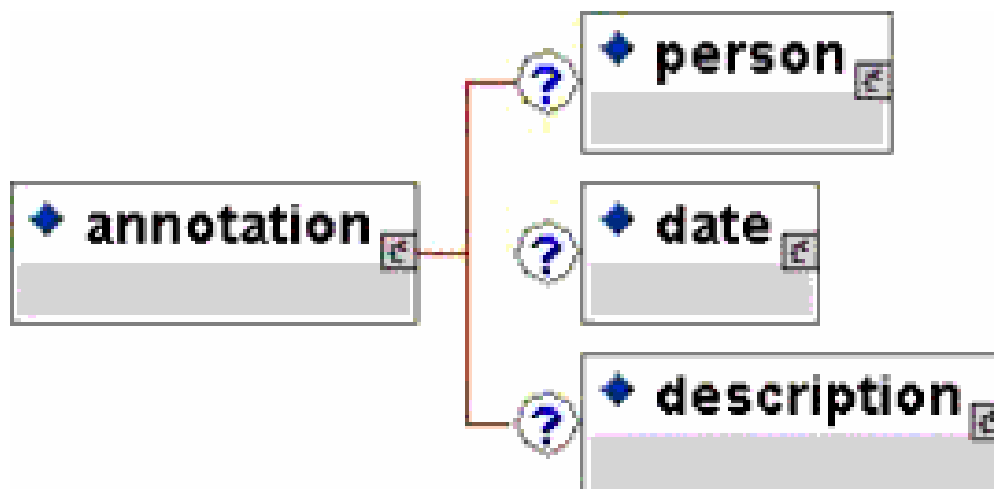 ? person
annotation
? date
? description